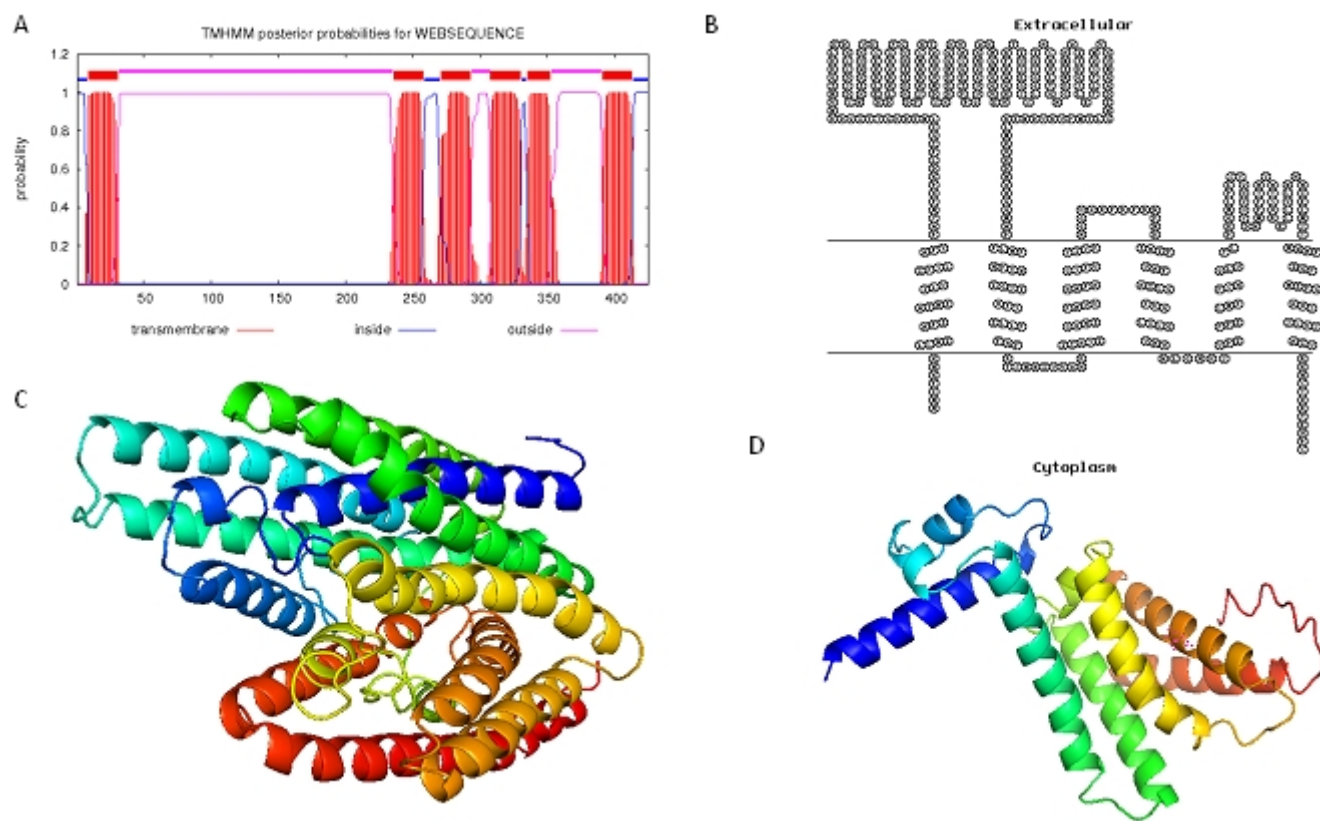 A
TMHMM posterior probabilities for WEBSEQUENCE
1.2
1
0.8
0.6
0.4
0.2
0
probability
50
100
150
200
250
300
350
400
transmembrane
inside
outside
B
Extracellular
C
D
Cytoplasm